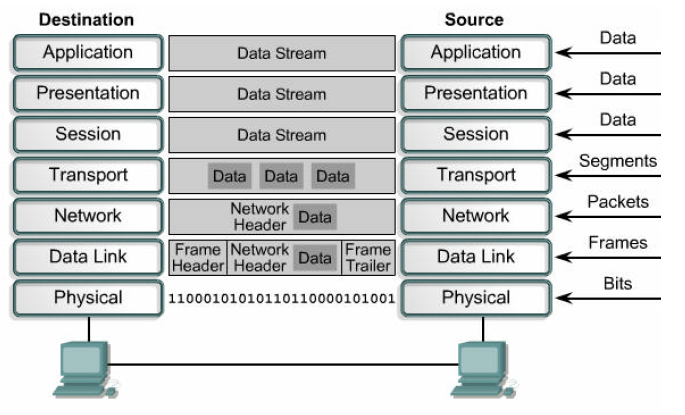 Destination
Source
Application
Data Stream
Application
Data
Presentation
Data Stream
Presentation
Data
Session
Data Stream
Session
Data
Transport
Data Data Data
Transport
Segments
Network
Network
Header
Data
Network
Packets
Data Link
Frame
Header
Network
Header
Data
Frame
Trailer
Data Link
Frames
Physical
1100010101011011000010100​1
Physical
Bits